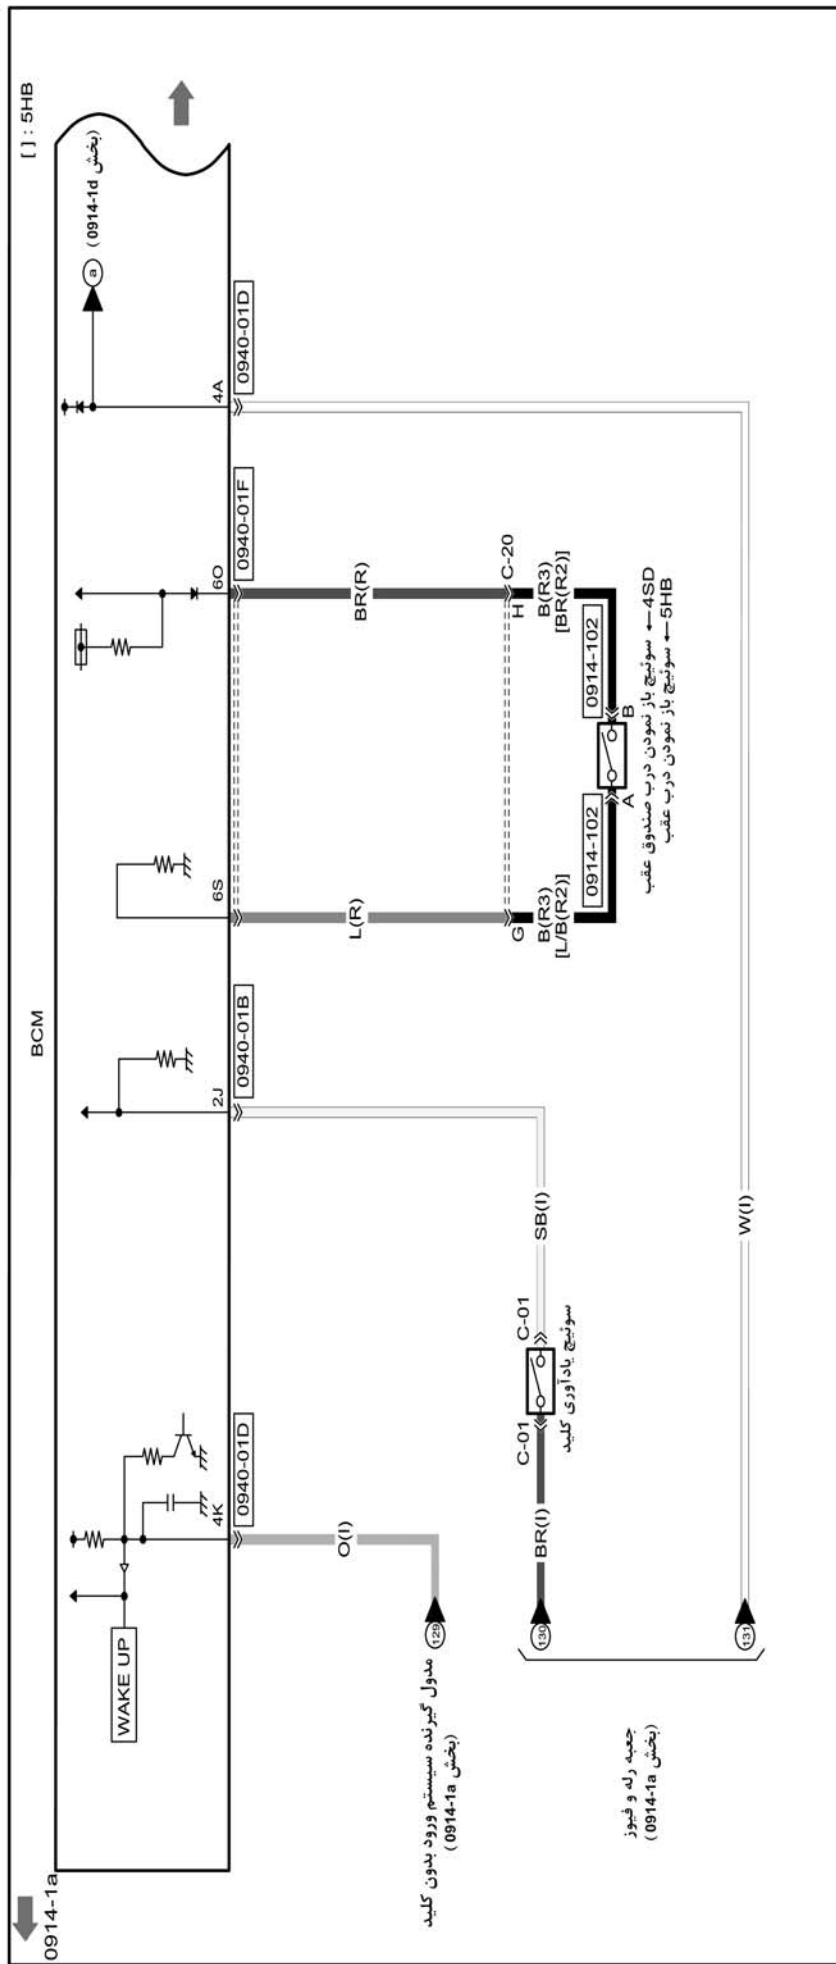 0914-1a
BCM
[ ] : 5HB
WAKE UP
a
(بخش 0914-1d)
4K
0940-01D
2J
0940-01B
6S
6O
0940-01F
4A
0940-01D
O(I)
L(R)
BR(R)
129
مدول گیرنده سیستم ورود بدون کلید
(بخش 0914-1a)
130
BR(I)
C-01
C-01
SB(I)
سوئیچ یادآوری کلید
G
H
C-20
B(R3)
[L/B(R2)]
B(R3)
[BR(R2)]
0914-102
0914-102
A
B
4SD ← سوئیچ باز نمودن درب صندوق عقب
5HB ← سوئیچ باز نمودن درب عقب
131
W(I)
جعبه رله و فیوز
(بخش 0914-1a)